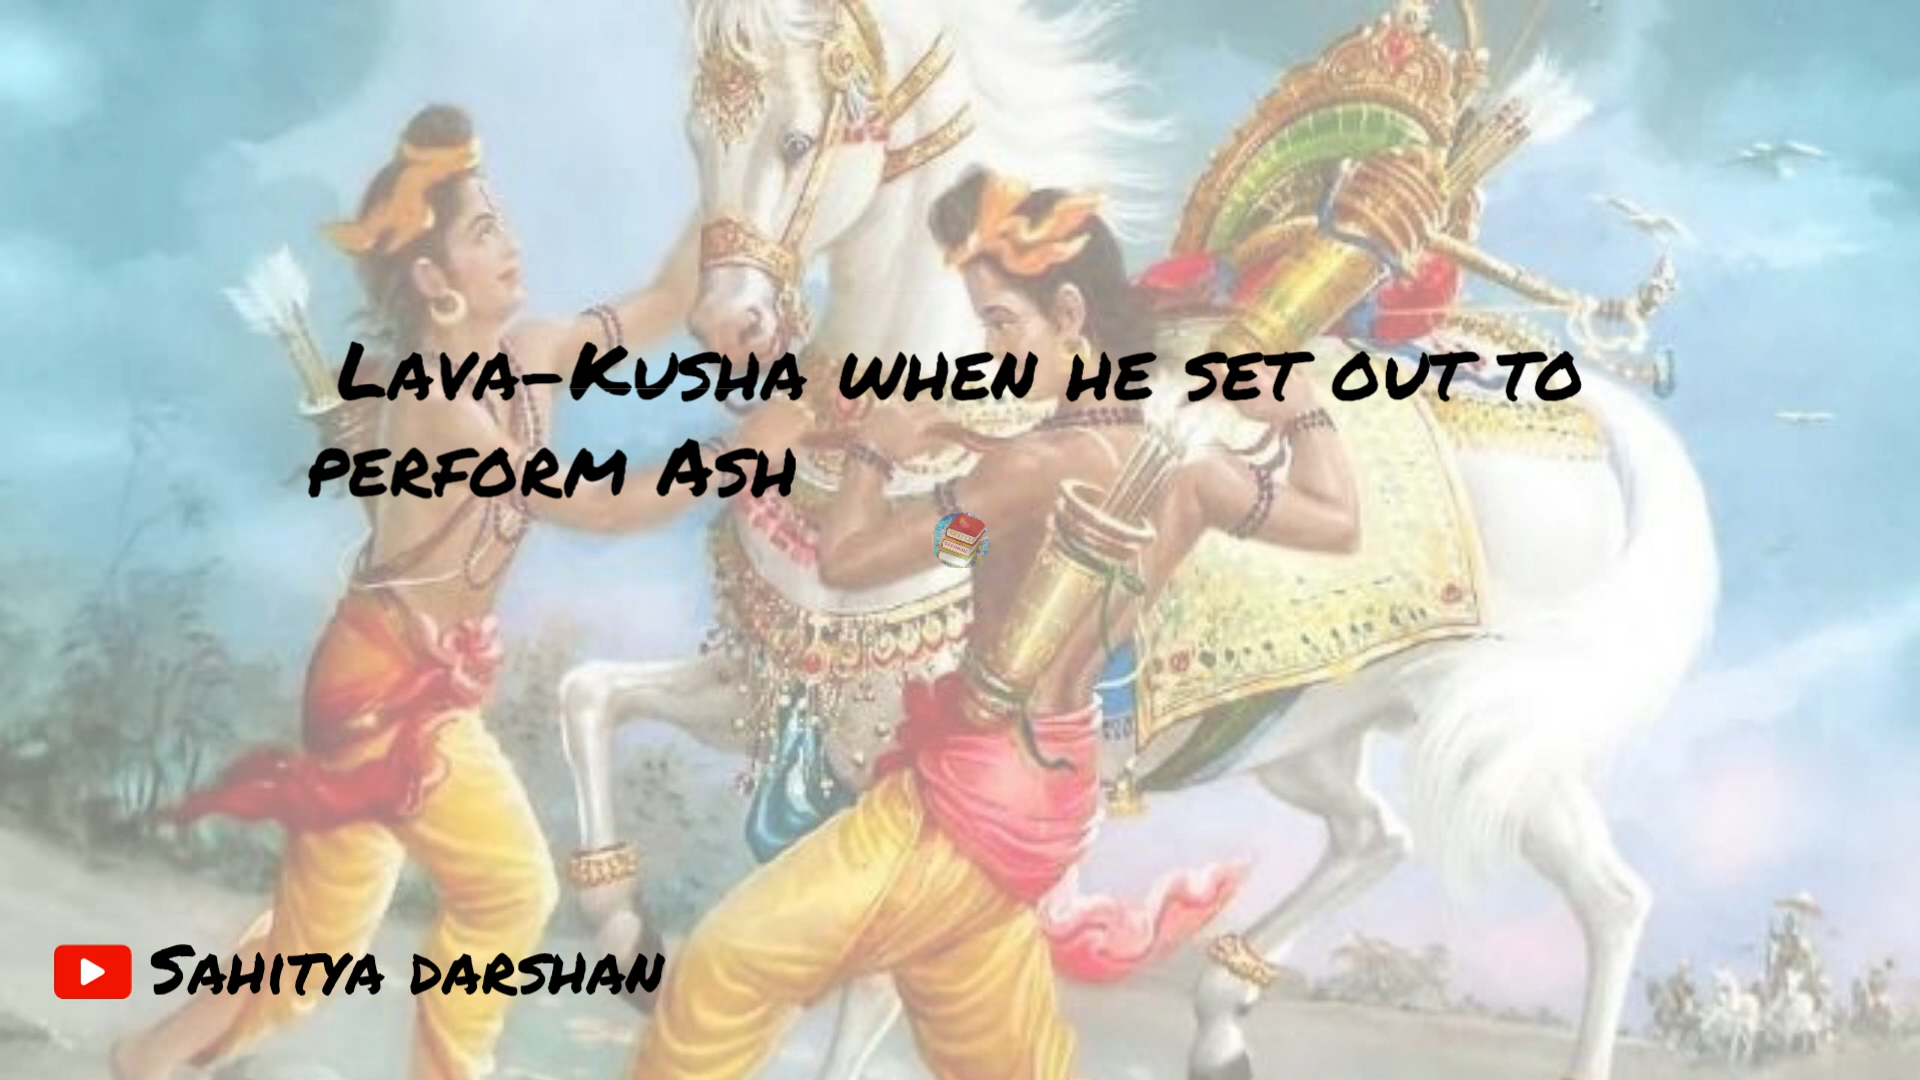 Lava-Kusha when he set out to
perform Ash
Sahitya darshan